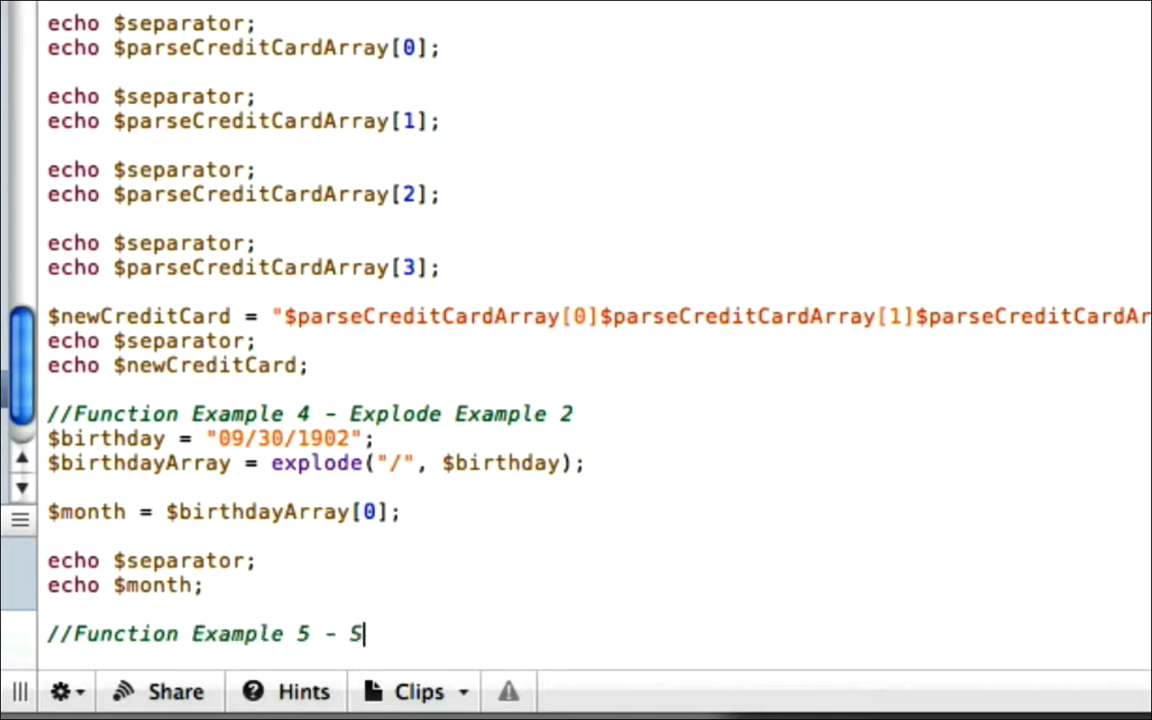 echo $separator;
echo $parseCreditCardArray[0];
echo $separator;
echo $parseCreditCardArray[1];
echo $separator;
echo $parseCreditCardArray[2];
echo $separator;
echo $parseCreditCardArray[3];
$newCreditCard = "$parseCreditCardArray[0]$parseCreditCardArray[1]$parseCreditCardAr
echo $separator;
echo $newCreditCard;
//Function Example 4 - Explode Example 2
$birthday = "09/30/1902";
$birthdayArray = explode("/", $birthday);
$month = $birthdayArray[0];
echo $separator;
echo $month;
//Function Example 5 - S
Share Hints Clips